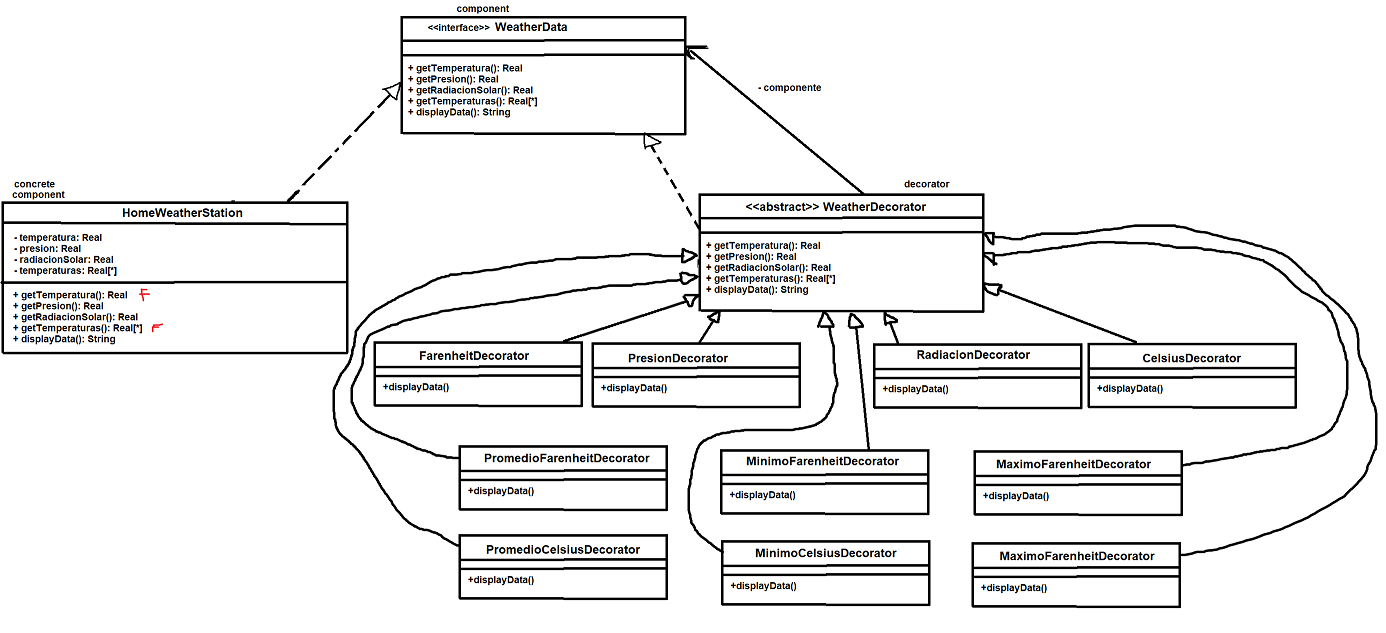 component
<<interface>> WeatherData
+ getTemperatura(): Real
+ getPresion(): Real
+ getRadiacionSolar(): Real
+ getTemperaturas(): Real[*]
+ displayData(): String
- componente
concrete
component
HomeWeatherStation
- temperatura: Real
- presion: Real
- radiacionSolar: Real
- temperaturas: Real[*]
+ getTemperatura(): Real F
+ getPresion(): Real
+ getRadiacionSolar(): Real
+ getTemperaturas(): Real[*] F
+ displayData(): String
decorator
<<abstract>> WeatherDecorator
+ getTemperatura(): Real
+ getPresion(): Real
+ getRadiacionSolar(): Real
+ getTemperaturas(): Real[*]
+ displayData(): String
FarenheitDecorator
+displayData()
PresionDecorator
+displayData()
RadiacionDecorator
+displayData()
CelsiusDecorator
+displayData()
PromedioFarenheitDecorator
+displayData()
MinimoFarenheitDecorator
+displayData()
MaximoFarenheitDecorator
+displayData()
PromedioCelsiusDecorator
+displayData()
MinimoCelsiusDecorator
+displayData()
MaximoFarenheitDecorator
+displayData()